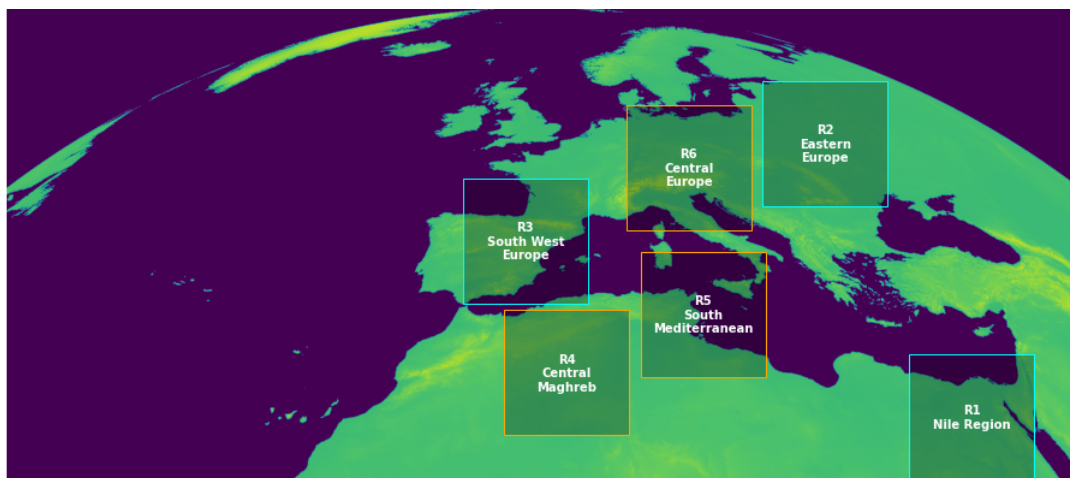 R2
Eastern
Europe
R6
Central
Europe
R3
South West
Europe
R5
South
Mediterranean
R4
Central
Maghreb
R1
Nile Region